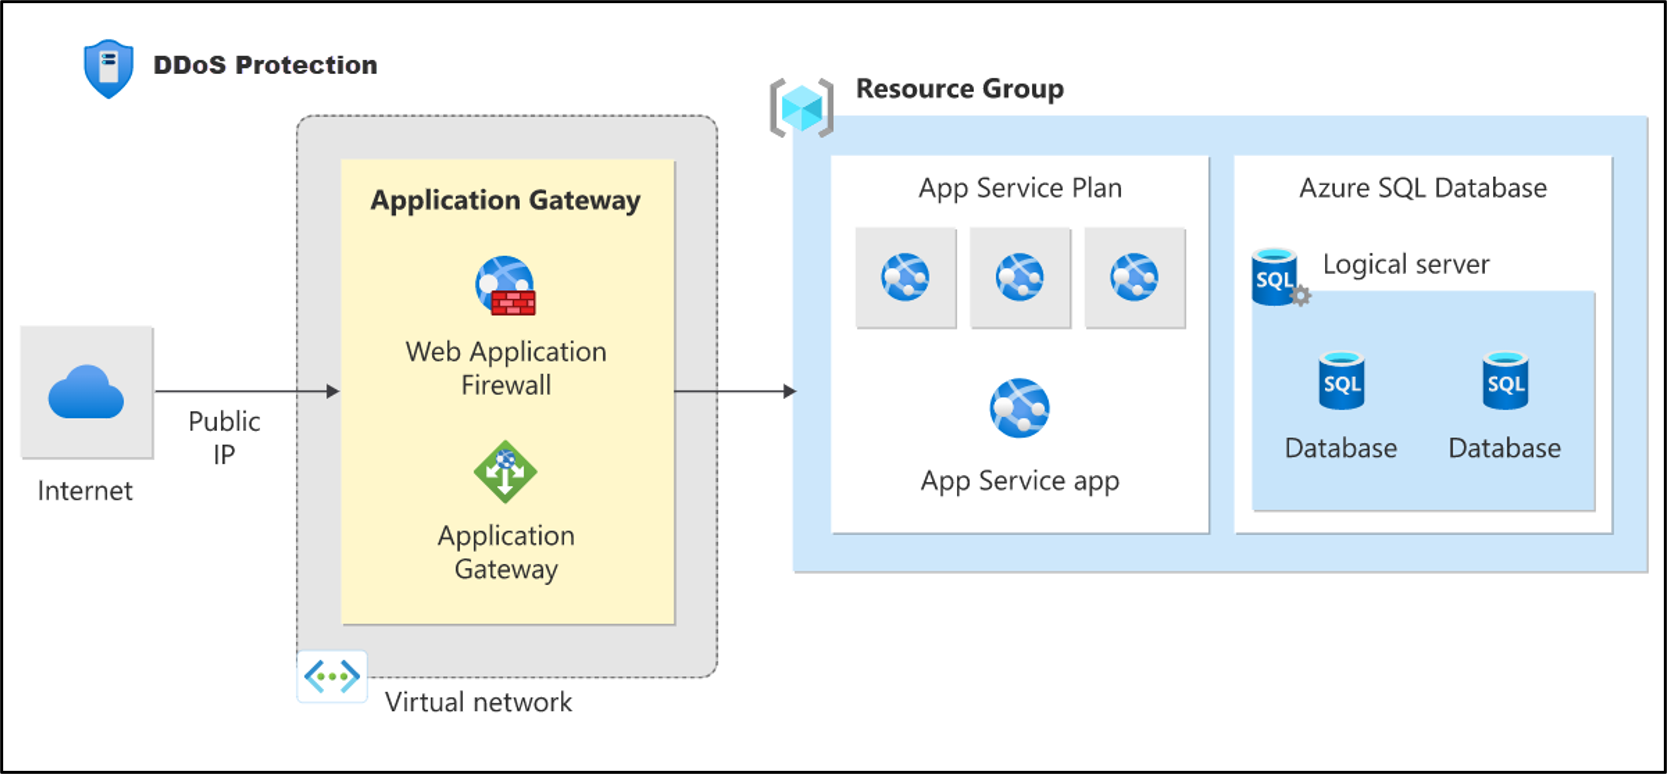 DDoS Protection
Resource Group
Application Gateway
Web Application
Firewall
Application
Gateway
Public
IP
Internet
Virtual network
App Service Plan
App Service app
Azure SQL Database
SQL
Logical server
SQL
SQL
Database
Database